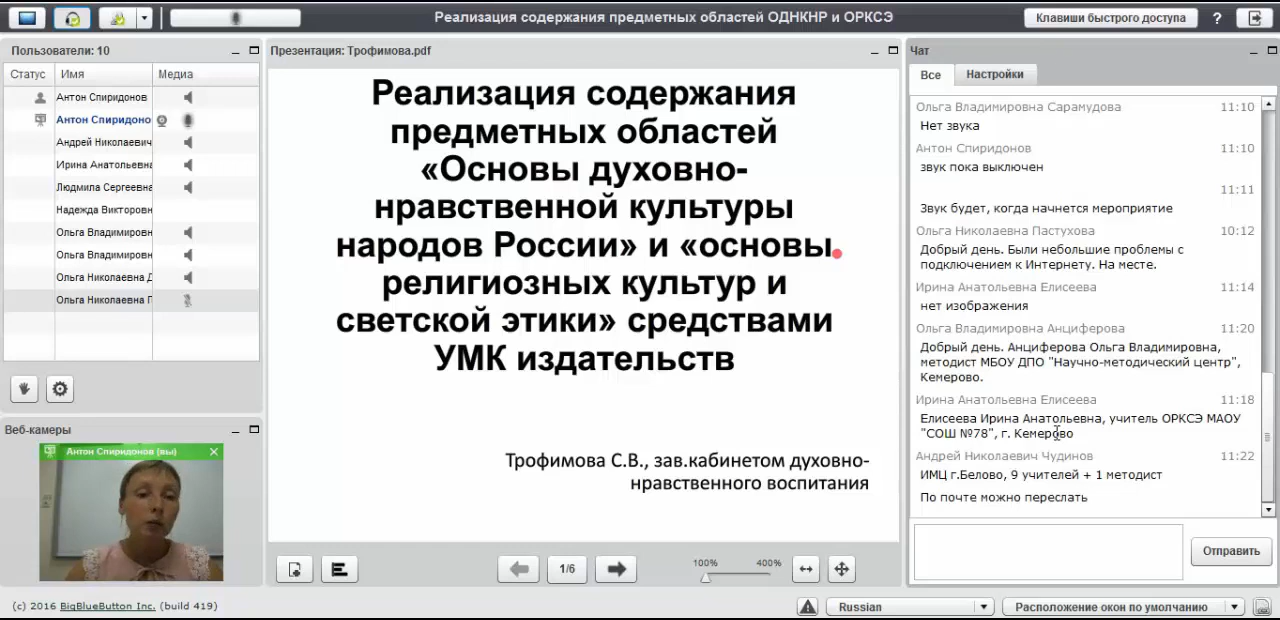 Реализация содержания предметных областей ОДНКНР и ОРКСЭ
Клавиши быстрого доступа
?
Пользователи: 10
Статус Имя Медиа
Антон Спиридонов
Антон Спиридоно
Андрей Николаевич
Ирина Анатольевна
Людмила Сергеевна
Надежда Викторовн
Ольга Владимировн
Ольга Владимировн
Ольга Николаевна Д
Ольга Николаевна П
Веб-камеры
Антон Спиридонов (вы)
Презентация: Трофимова.pdf
Реализация содержания
предметных областей
«Основы духовно-
нравственной культуры
народов России» и «основы
религиозных культур и
светской этики» средствами
УМК издательств
Трофимова С.В., зав.кабинетом духовно-
нравственного воспитания
1/6
100% 400%
Чат
Все Настройки
Ольга Владимировна Сарамудова 11:10
Нет звука
Антон Спиридонов 11:10
звук пока выключен
11:11
Звук будет, когда начнется мероприятие
Ольга Николаевна Пастухова 10:12
Добрый день. Были небольшие проблемы с
подключением к Интернету. На месте.
Ирина Анатольевна Елисеева 11:14
нет изображения
Ольга Владимировна Анциферова 11:20
Добрый день. Анциферова Ольга Владимировна,
методист МБОУ ДПО "Научно-методический центр",
Кемерово.
Ирина Анатольевна Елисеева 11:18
Елисеева Ирина Анатольевна, учитель ОРКСЭ МАОУ
"СОШ №78", г. Кемерово
Андрей Николаевич Чудинов 11:22
ИМЦ г.Белово, 9 учителей + 1 методист
По почте можно переслать
Отправить
(c) 2016 BigBlueButton Inc. (build 419)
Russian
Расположение окон по умолчанию